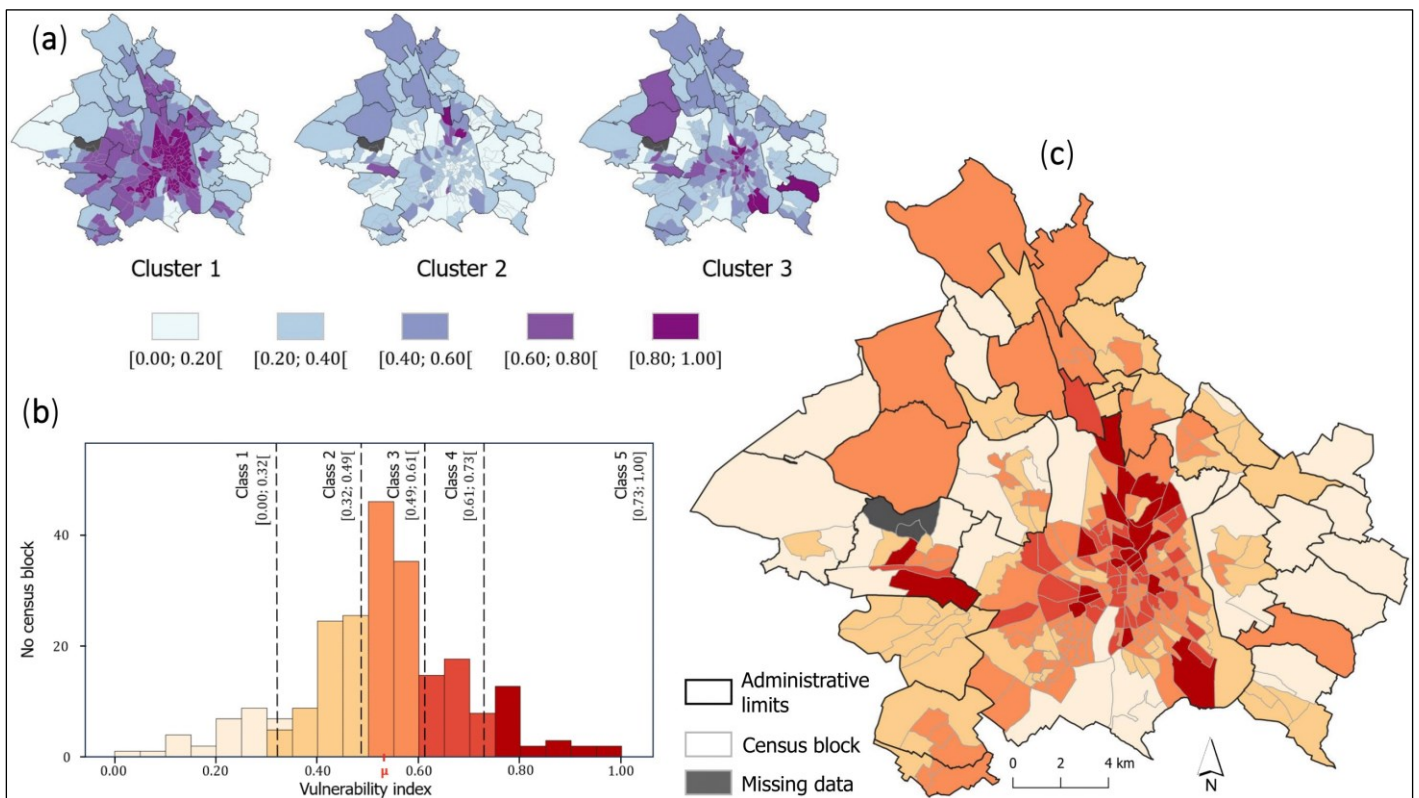 (a)
Cluster 1
Cluster 2
Cluster 3
[0.00; 0.20[
[0.20; 0.40[
[0.40; 0.60[
[0.60; 0.80[
[0.80; 1.00]
(b)
No census block
40
20
0
Class 1
[0.00; 0.32[
Class 2
[0.32; 0.49[
Class 3
[0.49; 0.61[
Class 4
[0.61; 0.73[
Class 5
[0.73; 1.00]
0.00
0.20
0.40
μ
0.60
0.80
1.00
Vulnerability index
(c)
Administrative
limits
Census block
Missing data
0 2 4 km
N